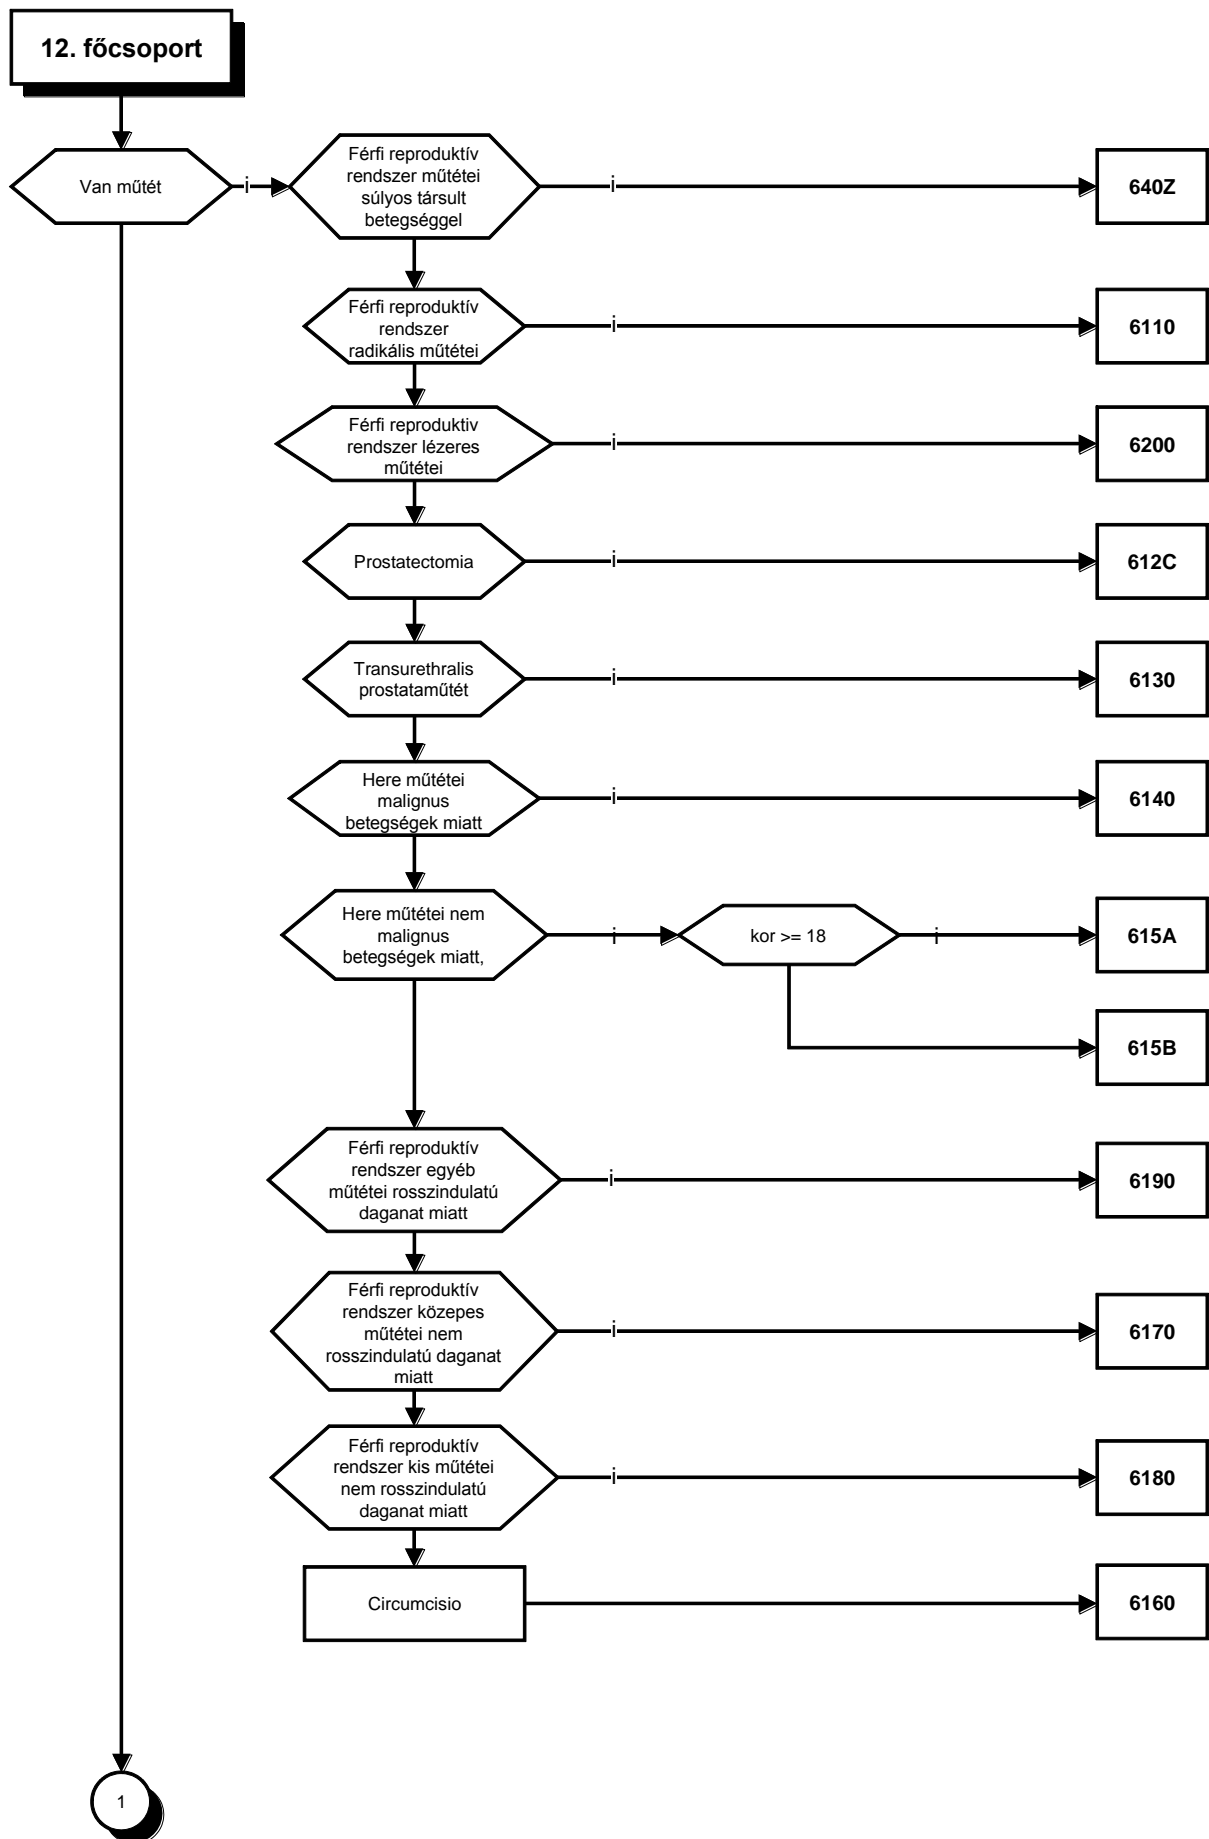 12. főcsoport
Van műtét
i
Férfi reproduktív
rendszer műtétei
súlyos társult
betegséggel
i
640Z
Férfi reproduktív
rendszer
radikális műtétei
i
6110
Férfi reproduktiv
rendszer lézeres
műtétei
i
6200
Prostatectomia
i
612C
Transurethralis
prostataműtét
i
6130
Here műtétei
malignus
betegségek miatt
i
6140
Here műtétei nem
malignus
betegségek miatt,
i
kor >= 18
i
615A
615B
Férfi reproduktív
rendszer egyéb
műtétei rosszindulatú
daganat miatt
i
6190
Férfi reproduktív
rendszer közepes
műtétei nem
rosszindulatú daganat
miatt
i
6170
Férfi reproduktív
rendszer kis műtétei
nem rosszindulatú
daganat miatt
i
6180
Circumcisio
6160
1